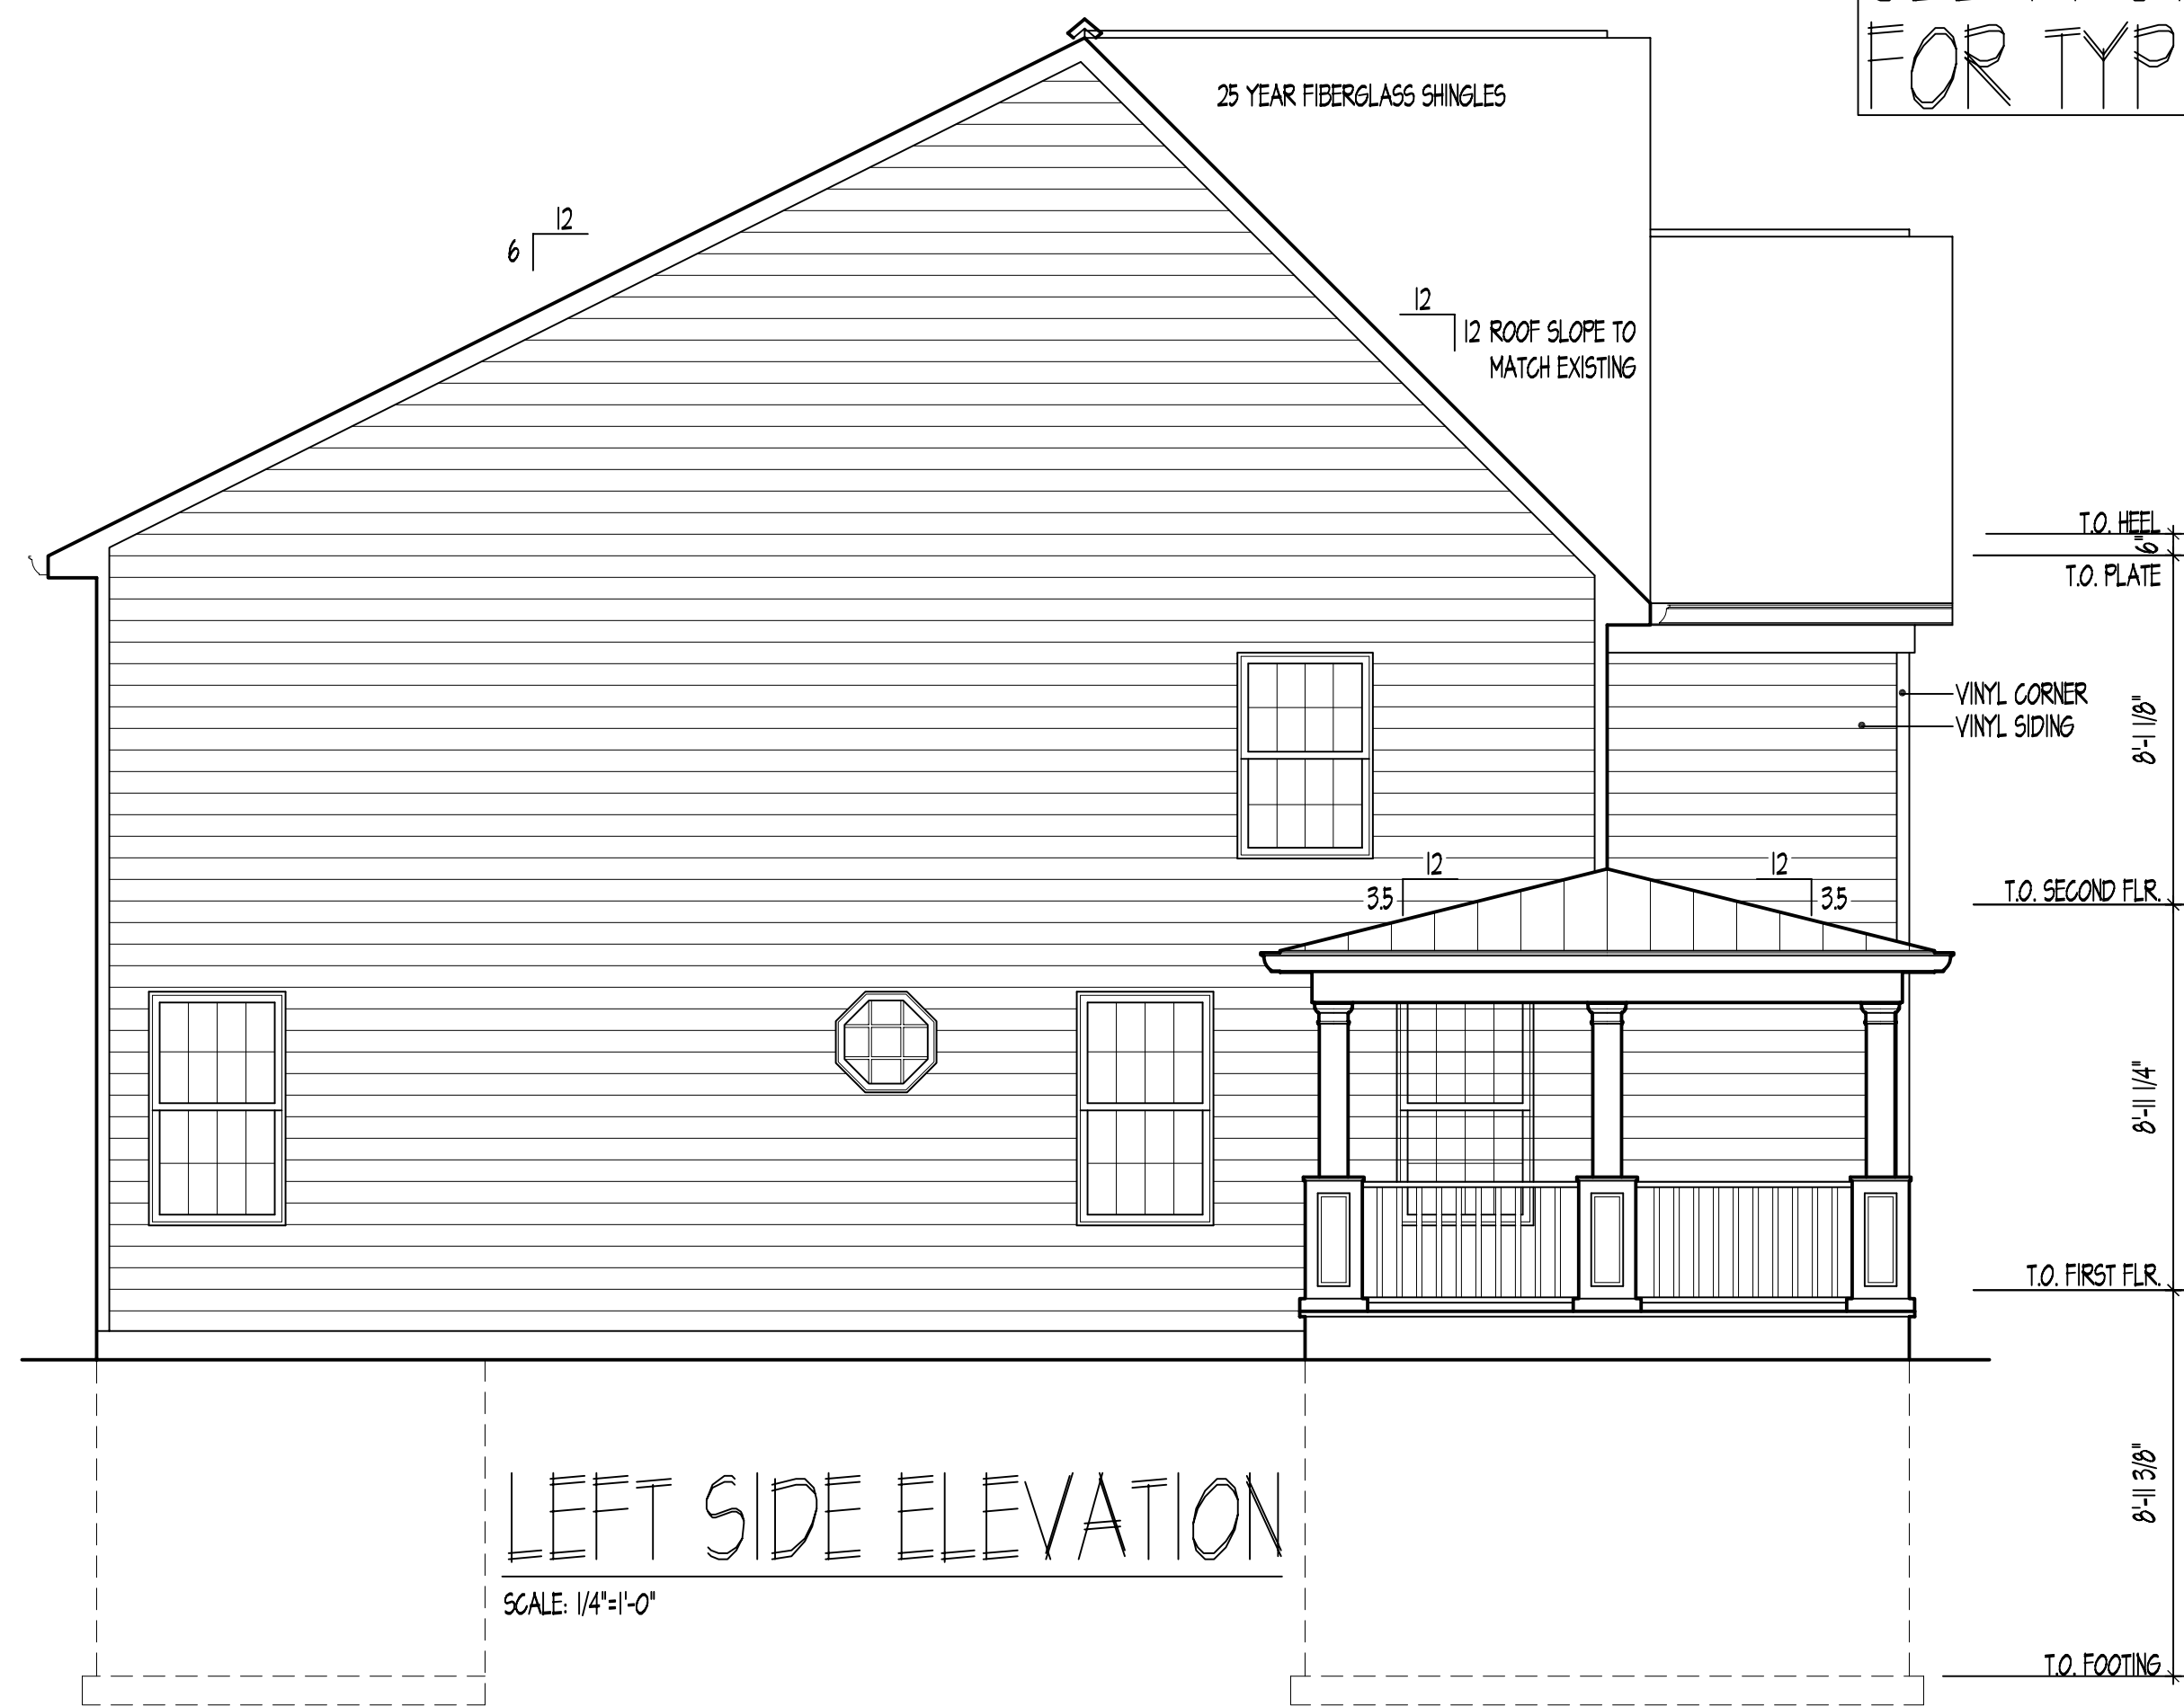 FOR TYP
25 YEAR FIBERGLASS SHINGLES
12
6
12
12 ROOF SLOPE TO
MATCH EXISTING
T.O. HEEL
6"
T.O. PLATE
VINYL CORNER
VINYL SIDING
8'-1 1/8"
12
3.5
12
3.5
T.O. SECOND FLR.
8'-11 1/4"
T.O. FIRST FLR.
8'-11 3/8"
LEFT SIDE ELEVATION
SCALE: 1/4"=1'-0"
T.O. FOOTING